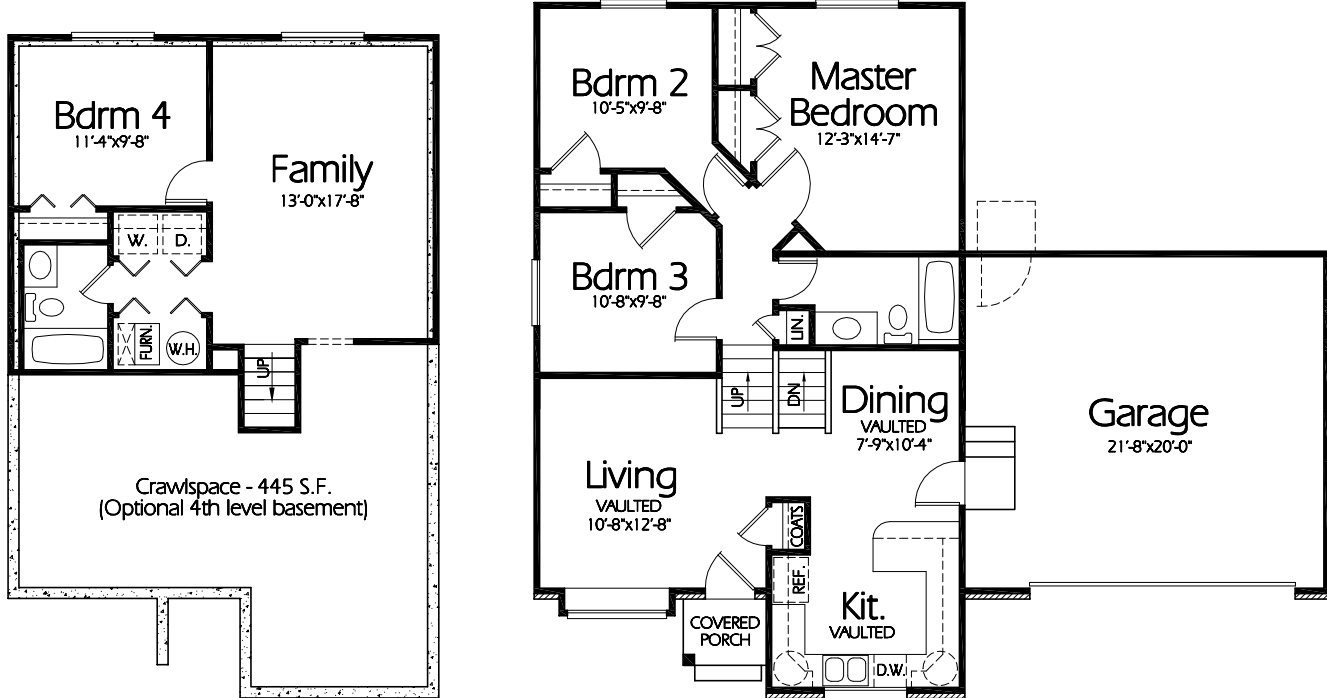 Bdrm 4
11'-4"x9'-8"
Family
13'-0"x17'-8"
W.
D.
FURN.
W.H.
UP
Crawlspace - 445 S.F.
(Optional 4th level basement)
Bdrm 2
10'-5"x9'-8"
Master
Bedroom
12'-3"x14'-7"
Bdrm 3
10'-8"x9'-8"
LIN.
UP
DN
Dining
VAULTED
7'-9"x10'-4"
Living
VAULTED
10'-8"x12'-8"
COATS
REF.
Kit.
VAULTED
D.W.
COVERED
PORCH
Garage
21'-8"x20'-0"